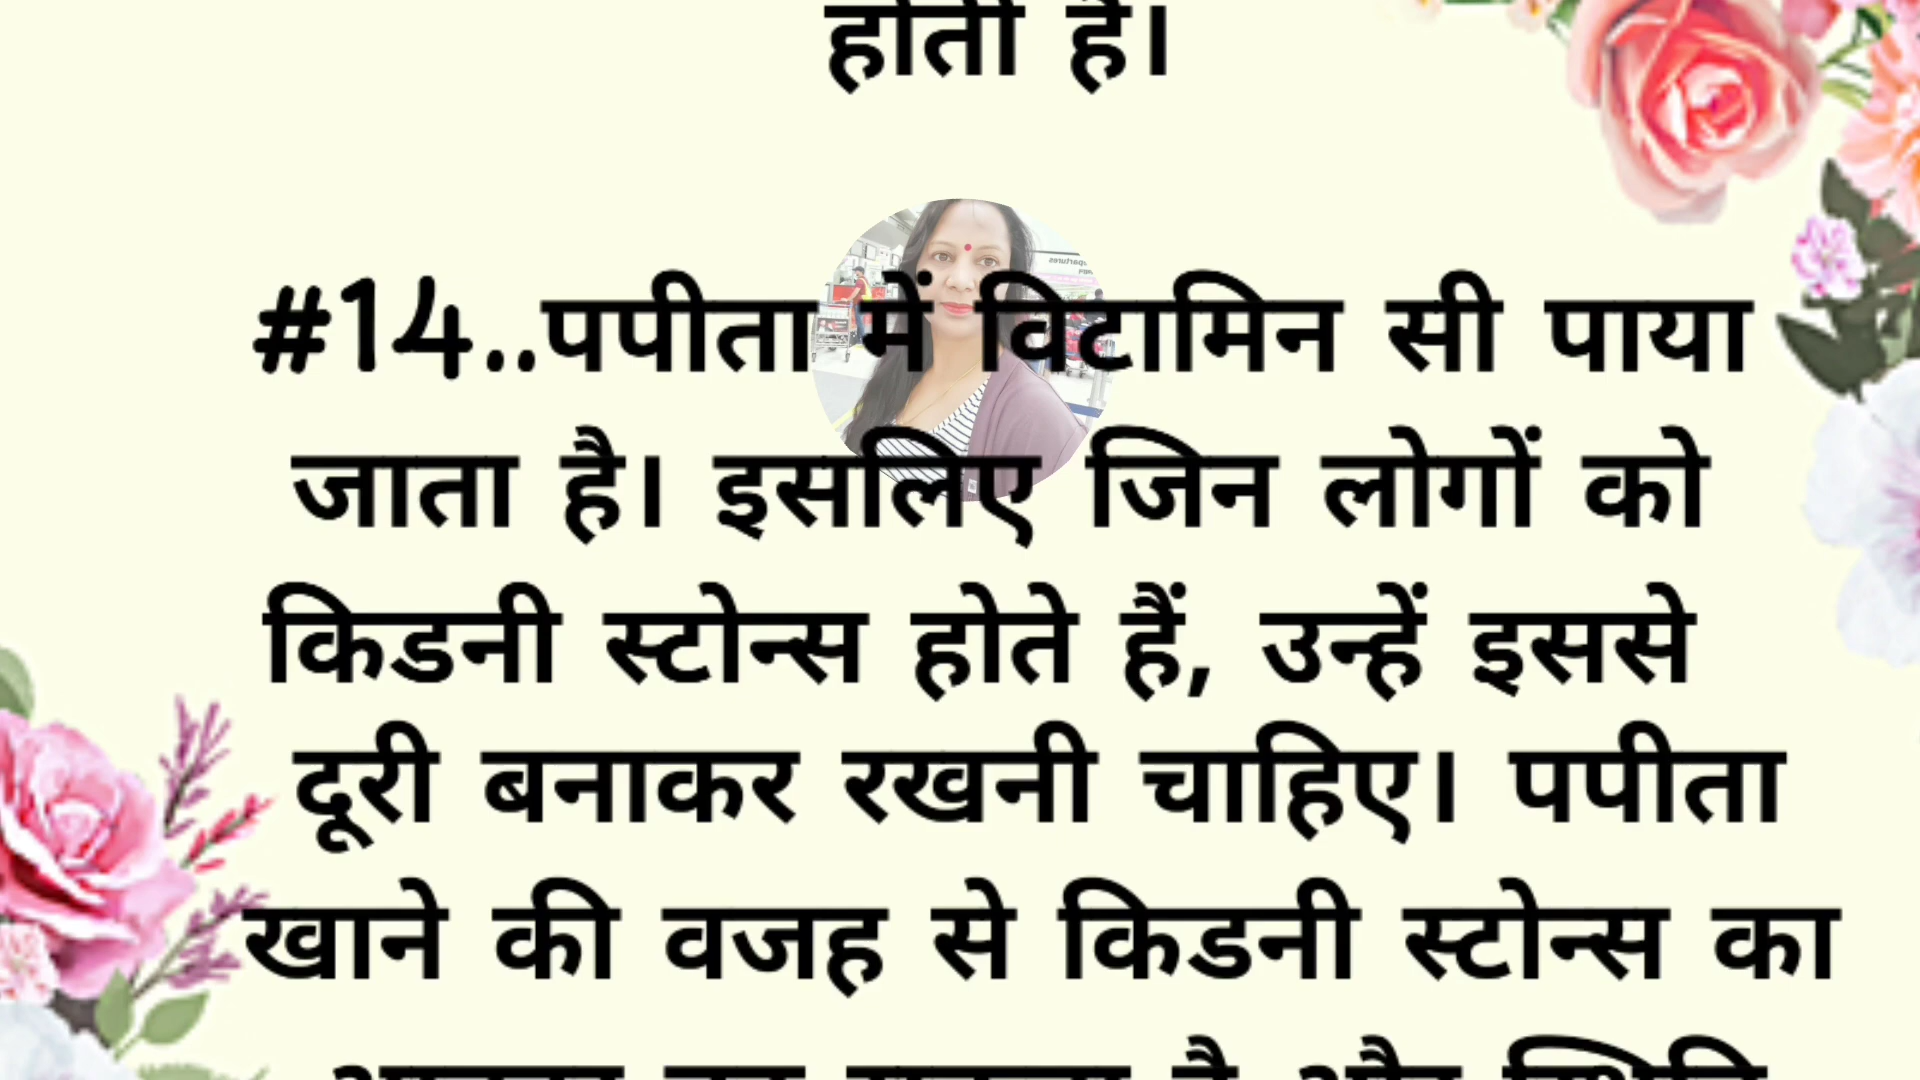 होती है।
#14..पपीता में विटामिन सी पाया
जाता है। इसलिए जिन लोगों को
किडनी स्टोन्स होते हैं, उन्हें इससे
दूरी बनाकर रखनी चाहिए। पपीता
खाने की वजह से किडनी स्टोन्स का